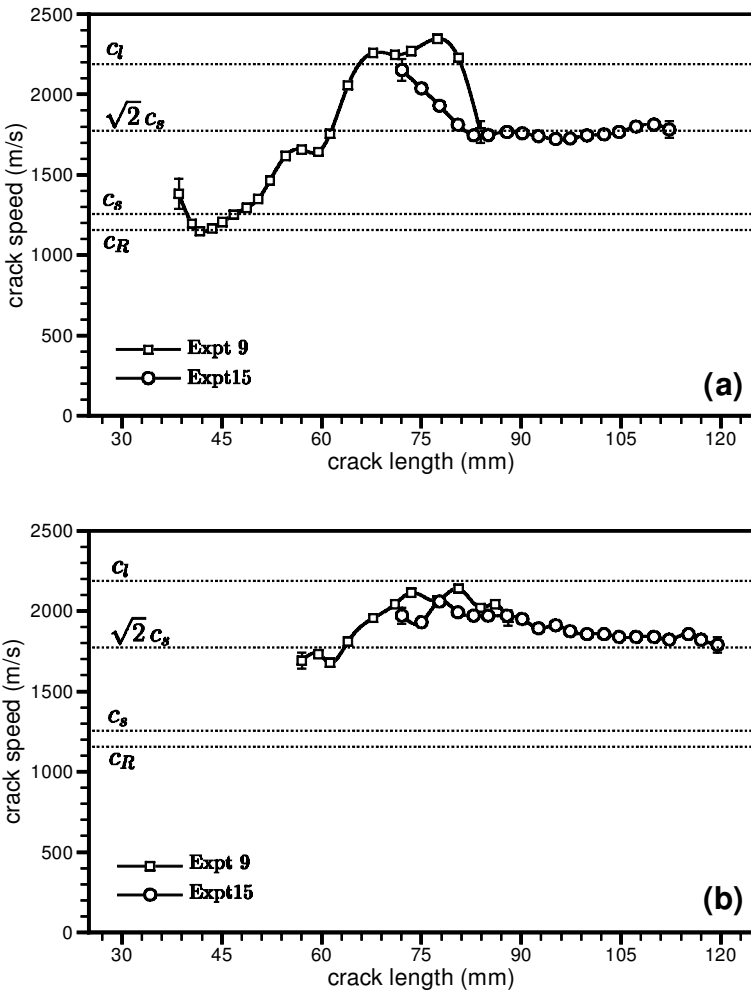 2500
2000
1500
1000
500
0
crack speed (m/s)
c_l
√2 c_s
c_s
c_R
Expt 9
Expt15
(a)
30 45 60 75 90 105 120
crack length (mm)
2500
2000
1500
1000
500
0
crack speed (m/s)
c_l
√2 c_s
c_s
c_R
Expt 9
Expt15
(b)
30 45 60 75 90 105 120
crack length (mm)